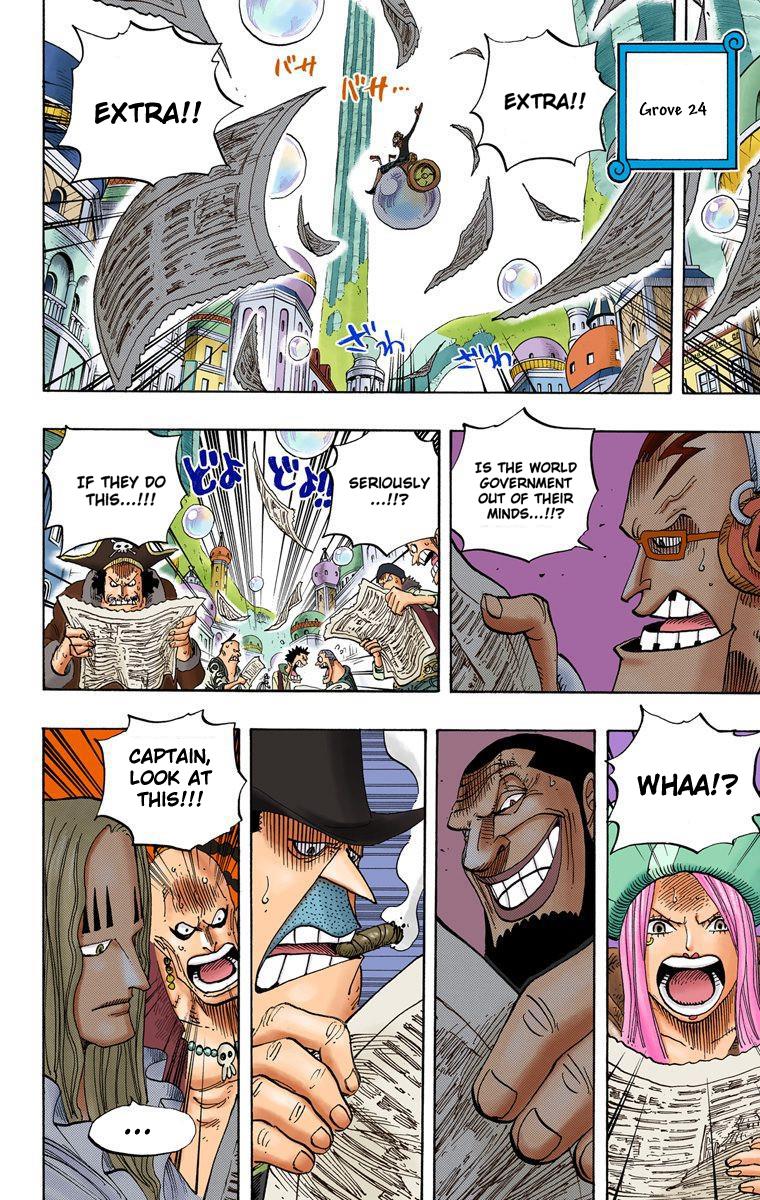 Grove 24
EXTRA!!
EXTRA!!
バサ
バサ…
ざわ
ざわ
IS THE WORLD
GOVERNMENT
OUT OF THEIR
MINDS...!!?
SERIOUSLY
...!!?
どよ
どよ!!
IF THEY DO
THIS...!!!
WHAA!?
CAPTAIN,
LOOK AT
THIS!!!
...